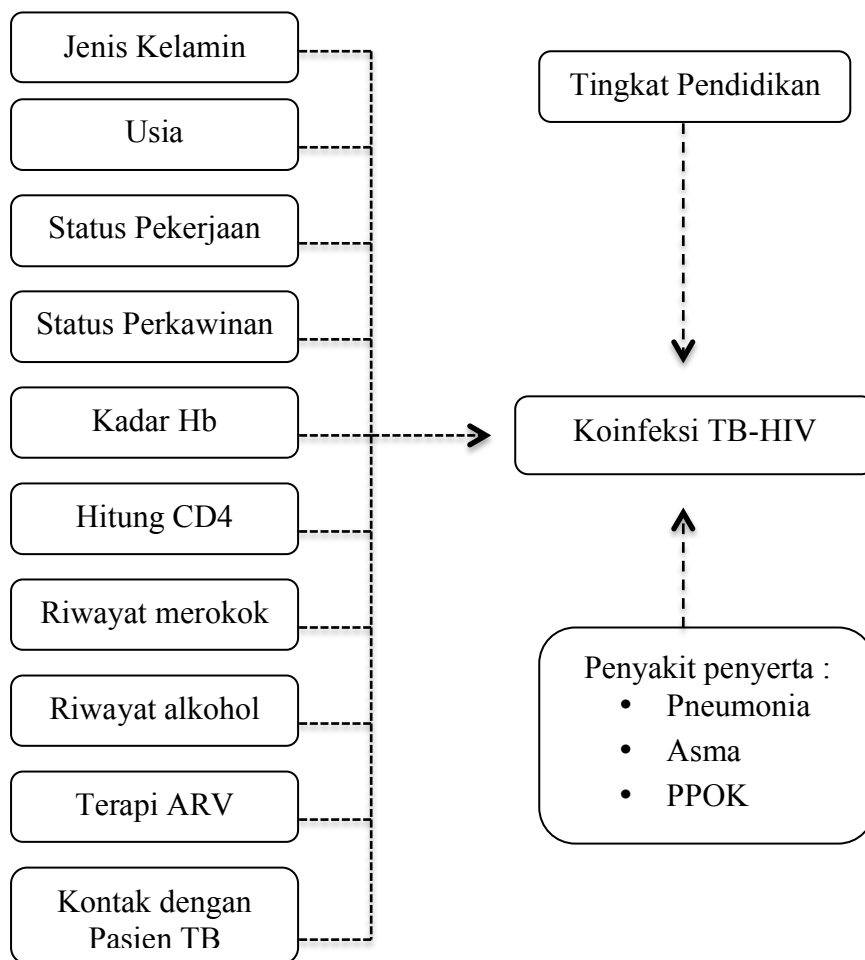 Jenis Kelamin
Usia
Status Pekerjaan
Status Perkawinan
Kadar Hb
Hitung CD4
Riwayat merokok
Riwayat alkohol
Terapi ARV
Kontak dengan
Pasien TB
Tingkat Pendidikan
Koinfeksi TB-HIV
Penyakit penyerta :
• Pneumonia
• Asma
• PPOK